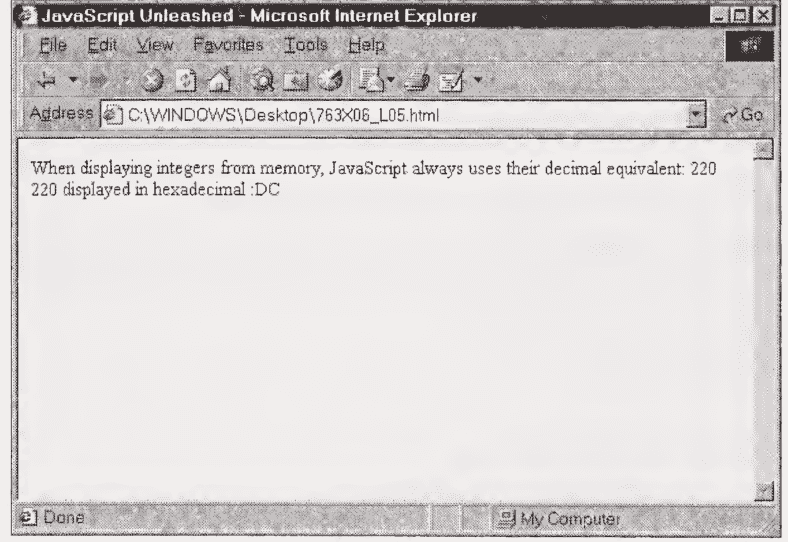 JavaScript Unleashed - Microsoft Internet Explorer
File Edit View Favorites Tools Help
Address C:\WINDOWS\Desktop\763X06_L05.html Go
When displaying integers from memory, JavaScript always uses their decimal equivalent: 220
220 displayed in hexadecimal :DC
Done My Computer